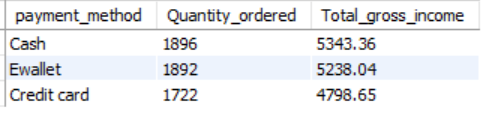 payment_method Quantity_ordered Total_gross_income
Cash 1896 5343.36
Ewallet 1892 5238.04
Credit card 1722 4798.65